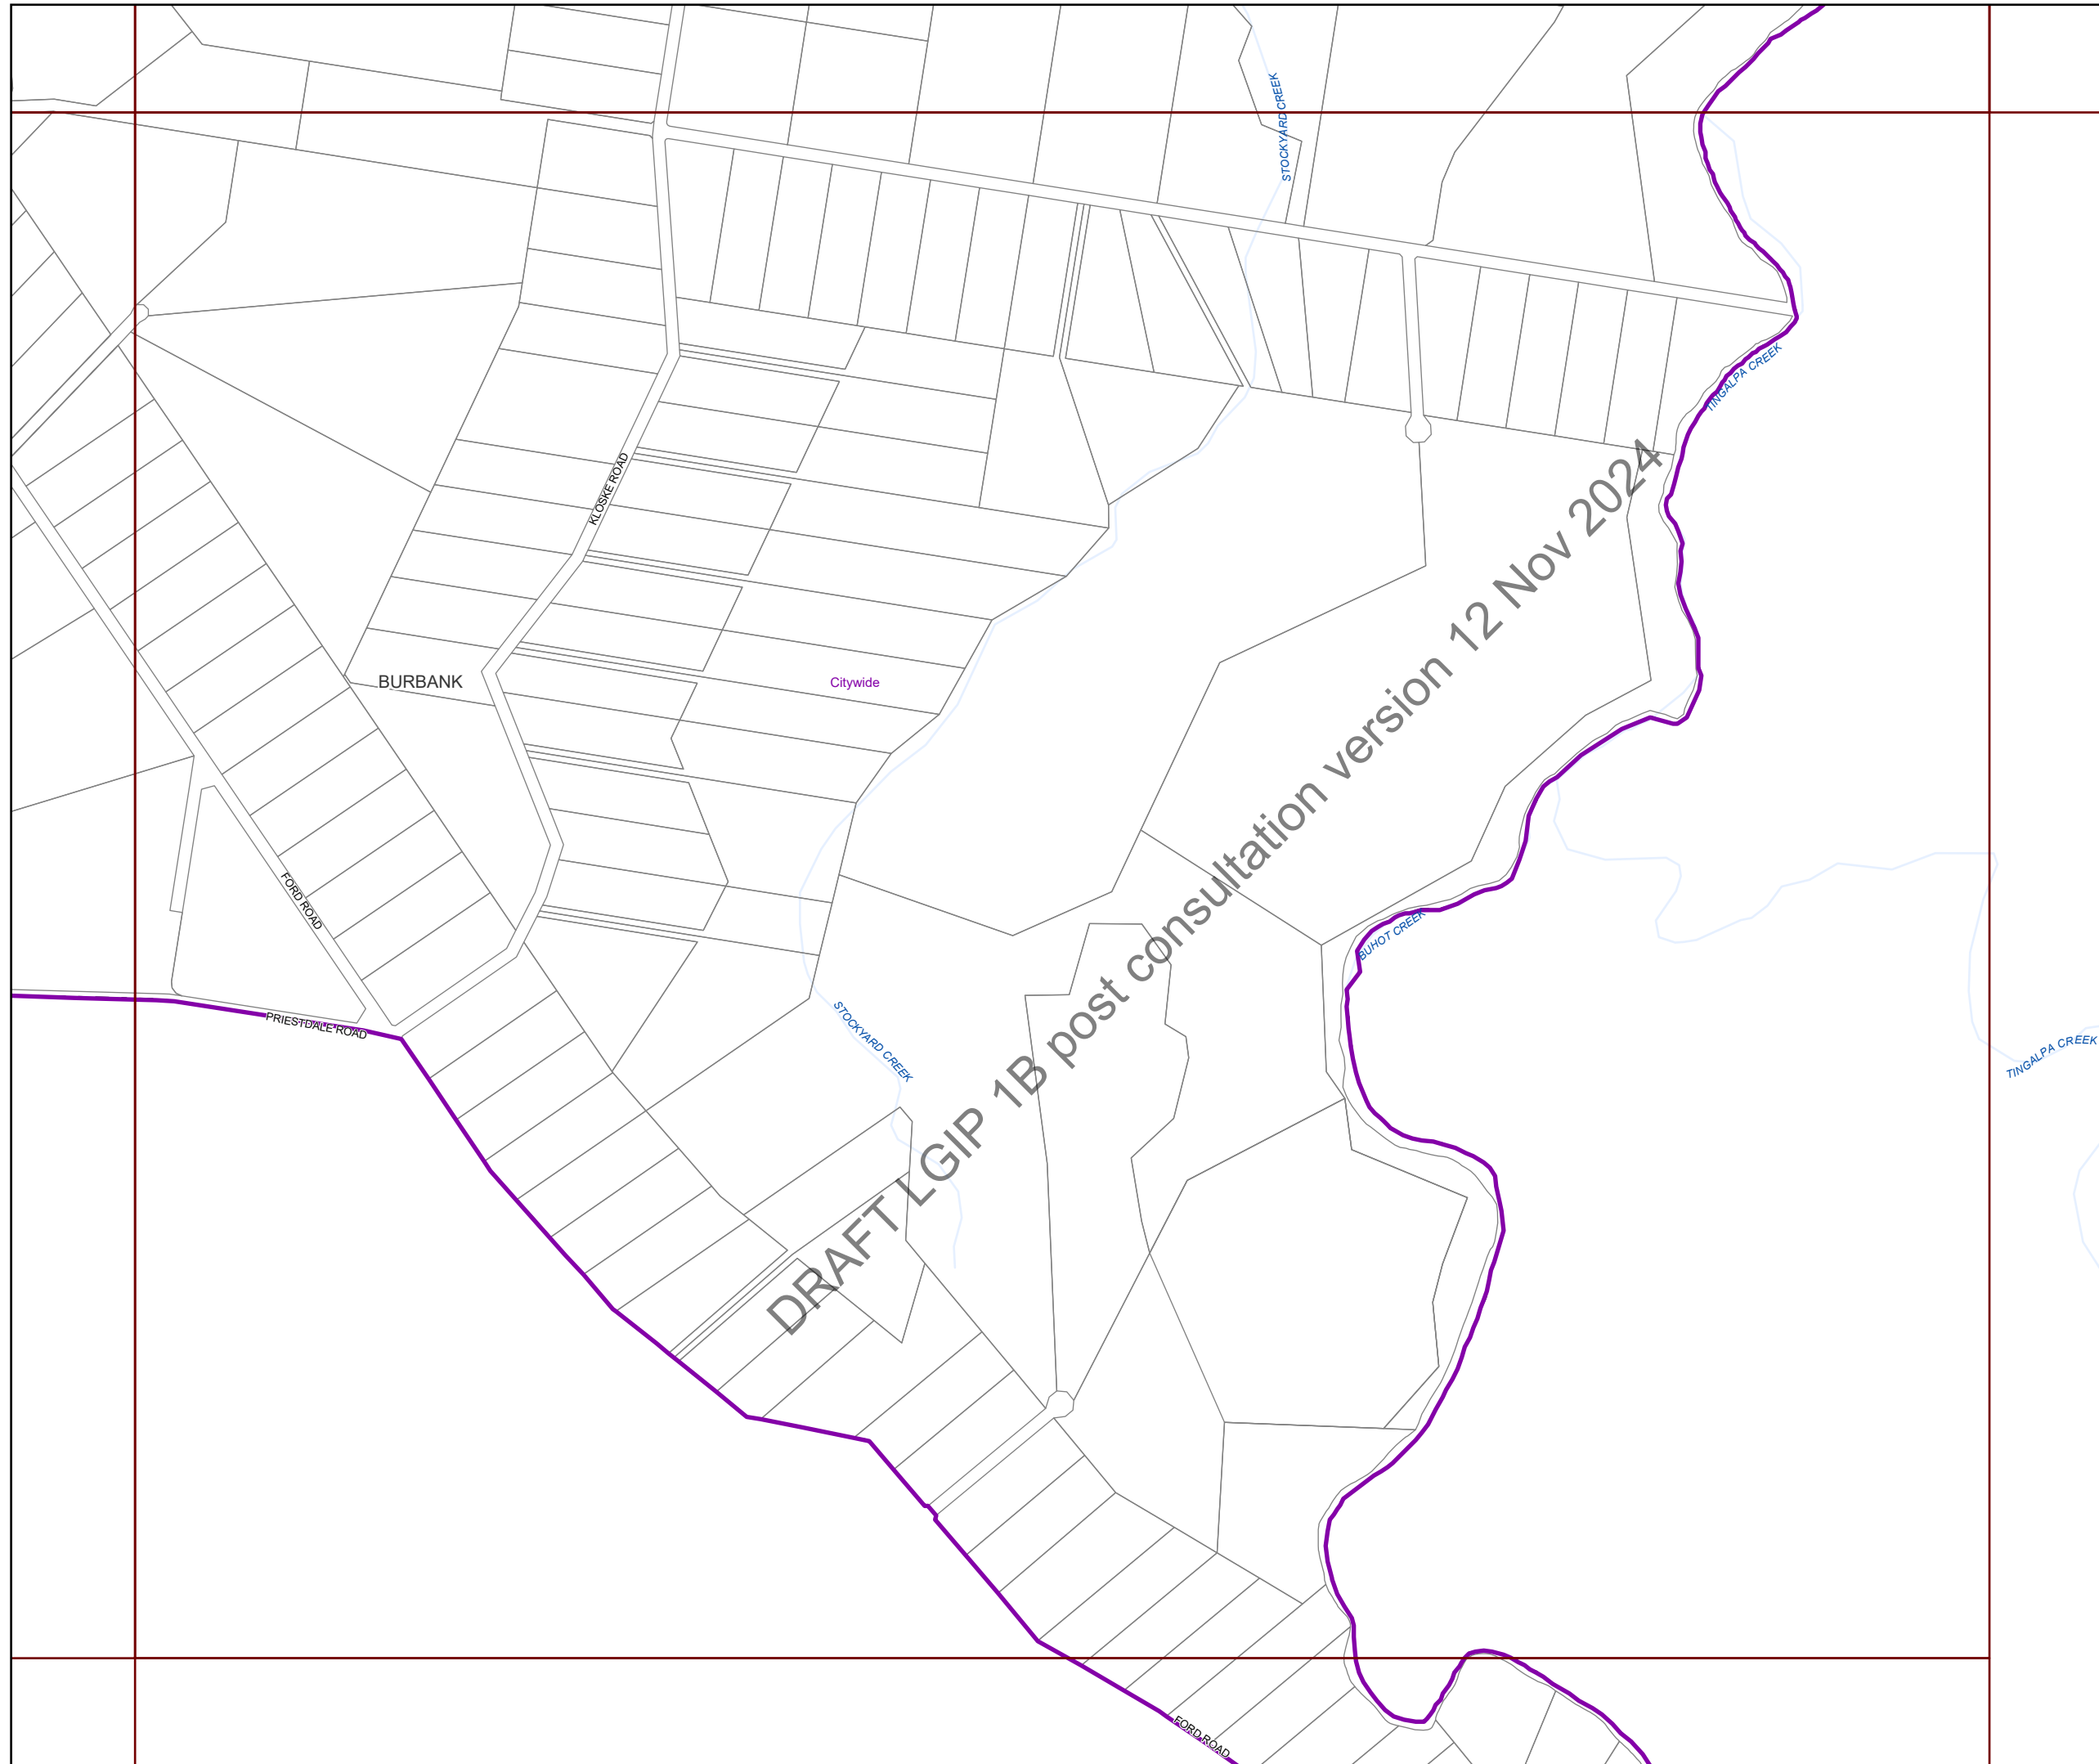 STOCKYARD CREEK
TINGALPA CREEK
KLOSKE ROAD
BURBANK
Citywide
DRAFT LGIP 1B post consultation version 12 Nov 2024
FORD ROAD
BUHOT CREEK
PRIESTDALE ROAD
STOCKYARD CREEK
TINGALPA CREEK
FORD ROAD